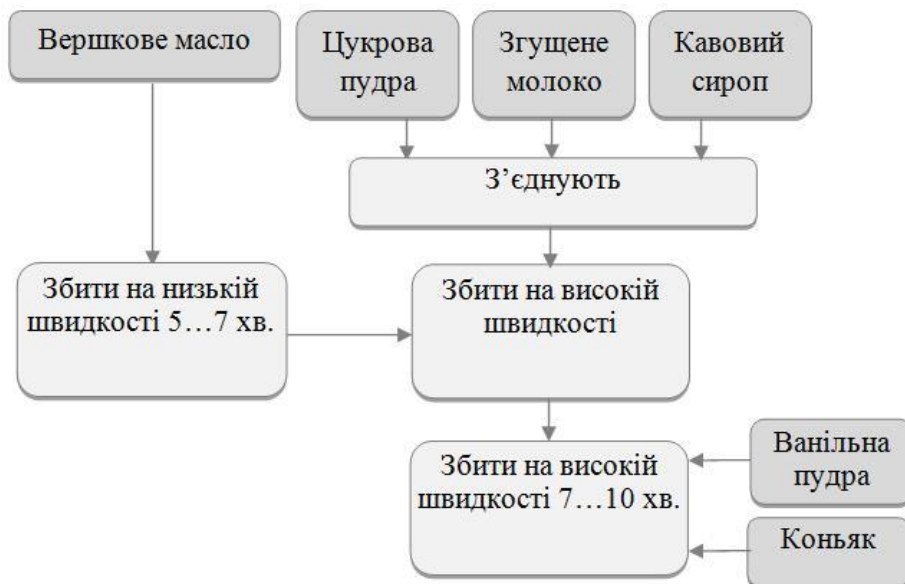 Вершкове масло
Цукрова
пудра
Згущене
молоко
Кавовий
сироп
З’єднують
Збити на низькій
швидкості 5…7 хв.
Збити на високій
швидкості
Збити на високій
швидкості 7…10 хв.
Ванільна
пудра
Коньяк